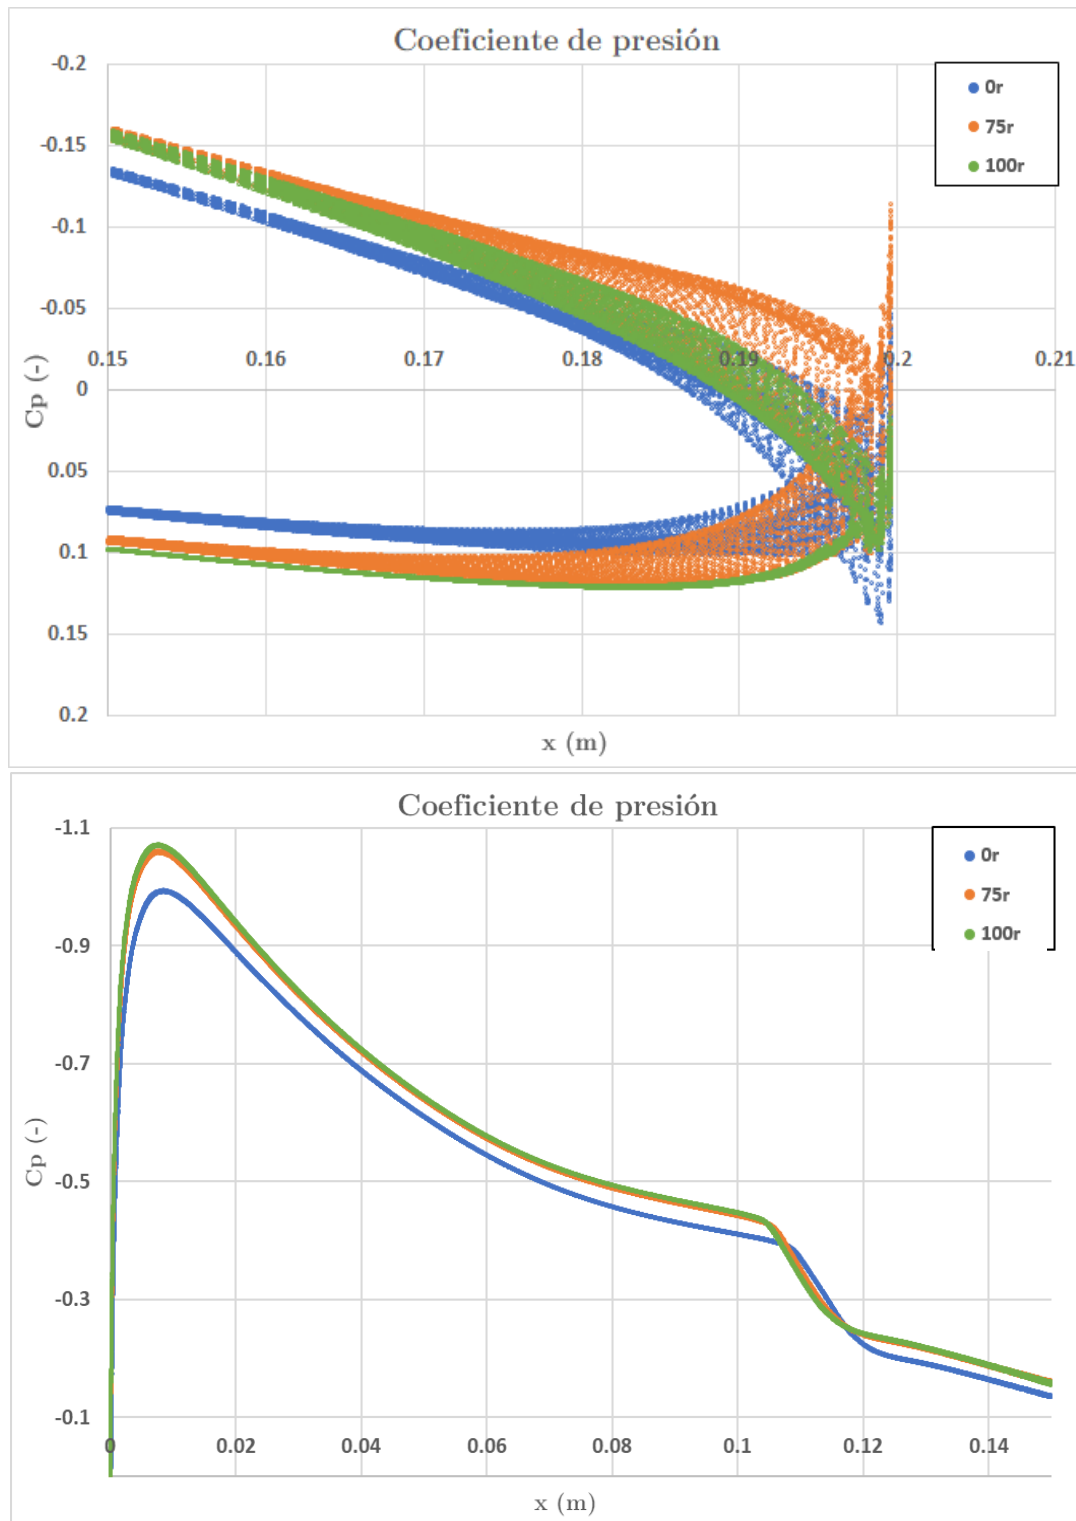 Coeficiente de presión
-0.2
0r
75r
100r
-0.15
-0.1
-0.05
0.15 0.16 0.17 0.18 0.19 0.2 0.21
0
0.05
0.1
0.15
0.2
Cp (-)
x (m)
Coeficiente de presión
-1.1
0r
75r
100r
-0.9
-0.7
-0.5
-0.3
-0.1
0 0.02 0.04 0.06 0.08 0.1 0.12 0.14
Cp (-)
x (m)